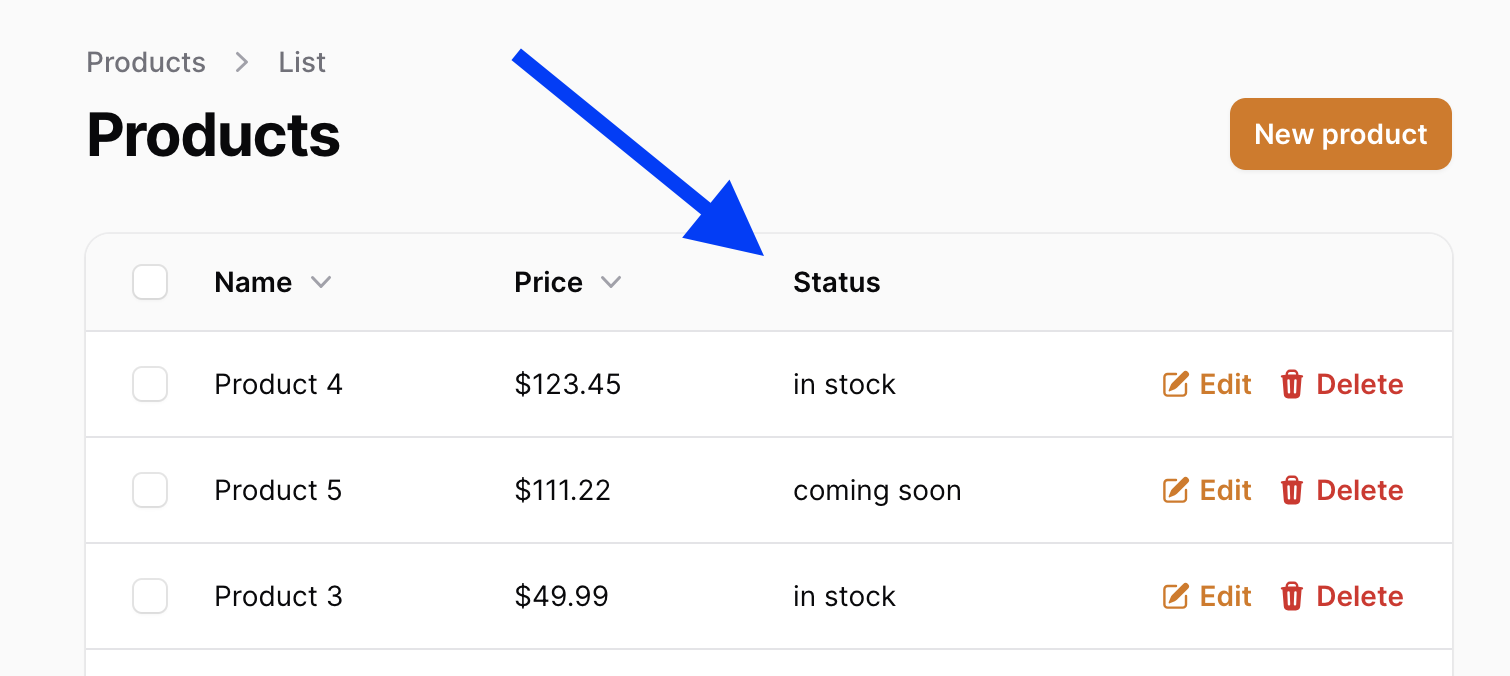 Products > List
Products
New product
Name Price Status
Product 4 $123.45 in stock Edit Delete
Product 5 $111.22 coming soon Edit Delete
Product 3 $49.99 in stock Edit Delete